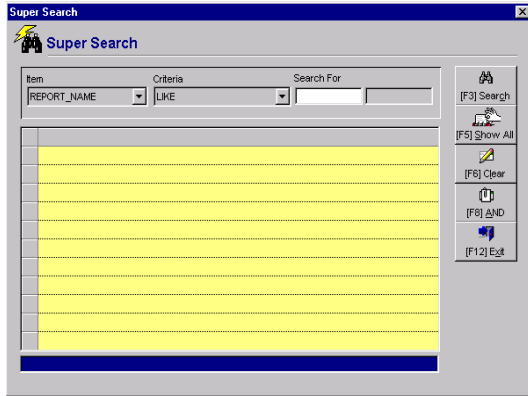 Super Search
Super Search
Item Criteria Search For
REPORT_NAME LIKE
[F3] Search
[F5] Show All
[F6] Clear
[F8] AND
[F12] Exit